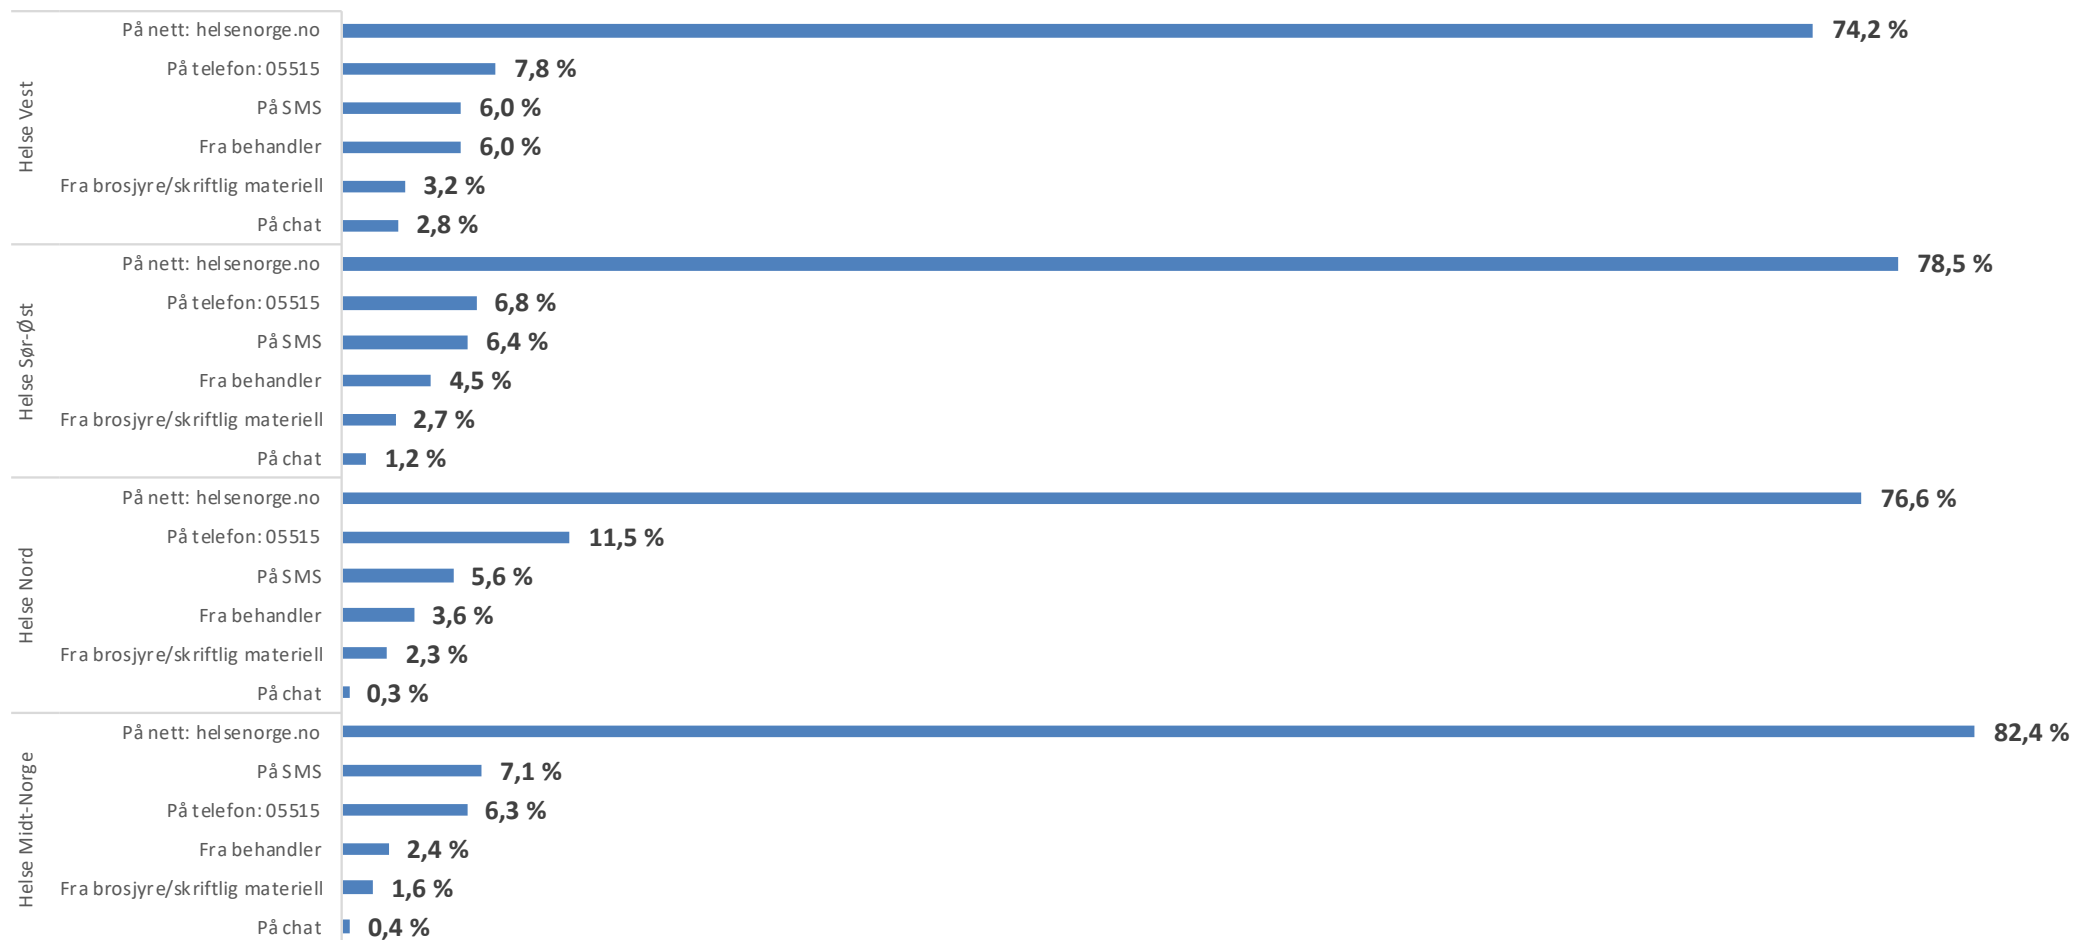 Helse Vest
På nett: helsenorge.no 74,2 %
På telefon: 05515 7,8 %
På SMS 6,0 %
Fra behandler 6,0 %
Fra brosjyre/skriftlig materiell 3,2 %
På chat 2,8 %
Helse Sør-Øst
På nett: helsenorge.no 78,5 %
På telefon: 05515 6,8 %
På SMS 6,4 %
Fra behandler 4,5 %
Fra brosjyre/skriftlig materiell 2,7 %
På chat 1,2 %
Helse Nord
På nett: helsenorge.no 76,6 %
På telefon: 05515 11,5 %
På SMS 5,6 %
Fra behandler 3,6 %
Fra brosjyre/skriftlig materiell 2,3 %
På chat 0,3 %
Helse Midt-Norge
På nett: helsenorge.no 82,4 %
På SMS 7,1 %
På telefon: 05515 6,3 %
Fra behandler 2,4 %
Fra brosjyre/skriftlig materiell 1,6 %
På chat 0,4 %